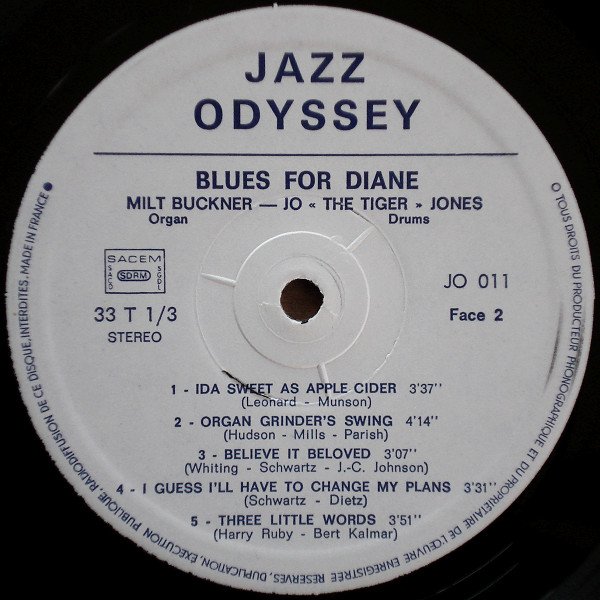 JAZZ
ODYSSEY
BLUES FOR DIANE
MILT BUCKNER — JO « THE TIGER » JONES
Organ Drums
SACEM
SACD SDRM SGDL
JO 011
33 T 1/3
Face 2
STEREO
1 - IDA SWEET AS APPLE CIDER 3'37''
(Leonard - Munson)
2 - ORGAN GRINDER'S SWING 4'14''
(Hudson - Mills - Parish)
3 - BELIEVE IT BELOVED 3'07''
(Whiting - Schwartz - J.-C. Johnson)
4 - I GUESS I'LL HAVE TO CHANGE MY PLANS 3'31''
(Schwartz - Dietz)
5 - THREE LITTLE WORDS 3'51''
(Harry Ruby - Bert Kalmar)
O TOUS DROITS DU PRODUCTEUR PHONOGRAPHIQUE ET DU PROPRIETAIRE DE L'ŒUVRE ENREGISTREE RESERVES, DUPLICATION, EXECUTION PUBLIQUE, RADIODIFFUSION DE CE DISQUE, INTERDITES. MADE IN FRANCE ●